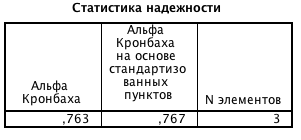 Статистика надежности
Альфа
Кронбаха
Альфа
Кронбаха
на основе
стандартизо
ванных
пунктов
N элементов
,763
,767
3